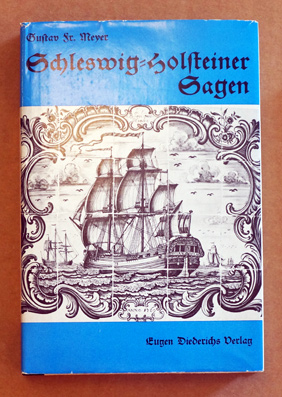 Gustav Fr. Meyer
Schleswig-Holsteiner
Sagen
Eugen Diederichs Verlag